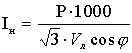 Iн = P·1000 / √3·Vл cos φ